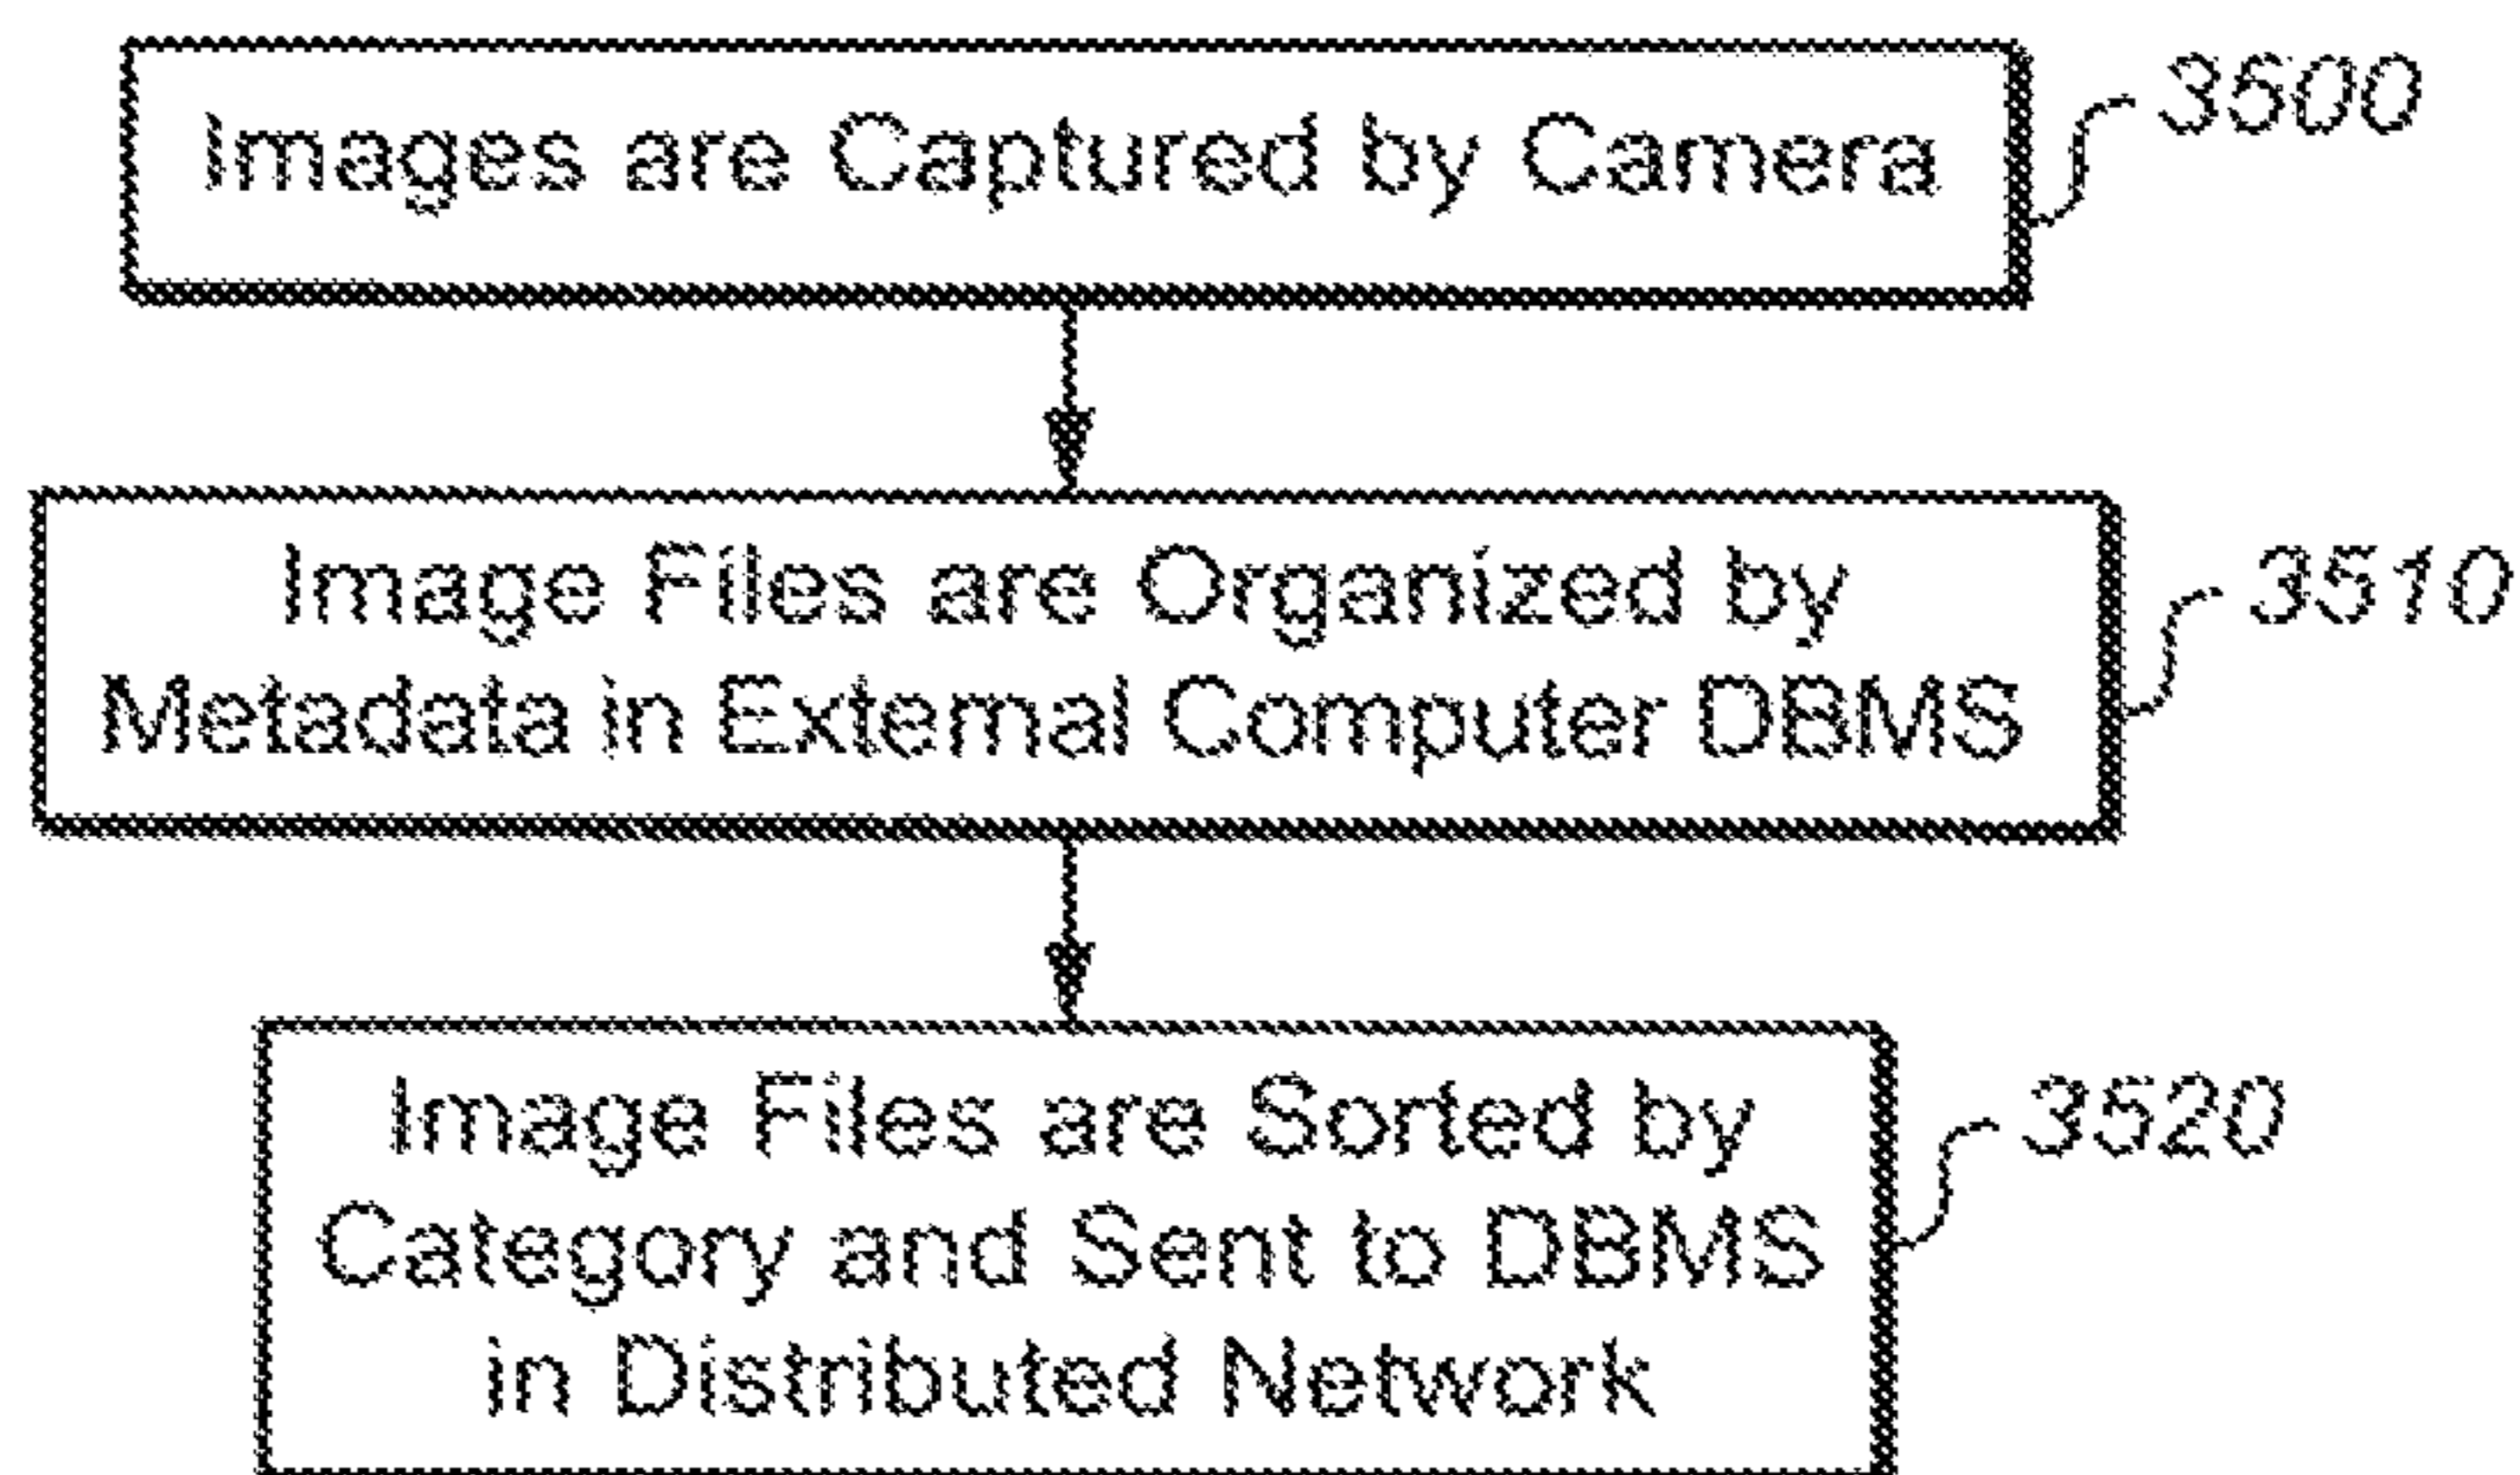 Images are Captured by Camera
3500
Image Files are Organized by
Metadata in External Computer DBMS
3510
Image Files are Sorted by
Category and Sent to DBMS
in Distributed Network
3520